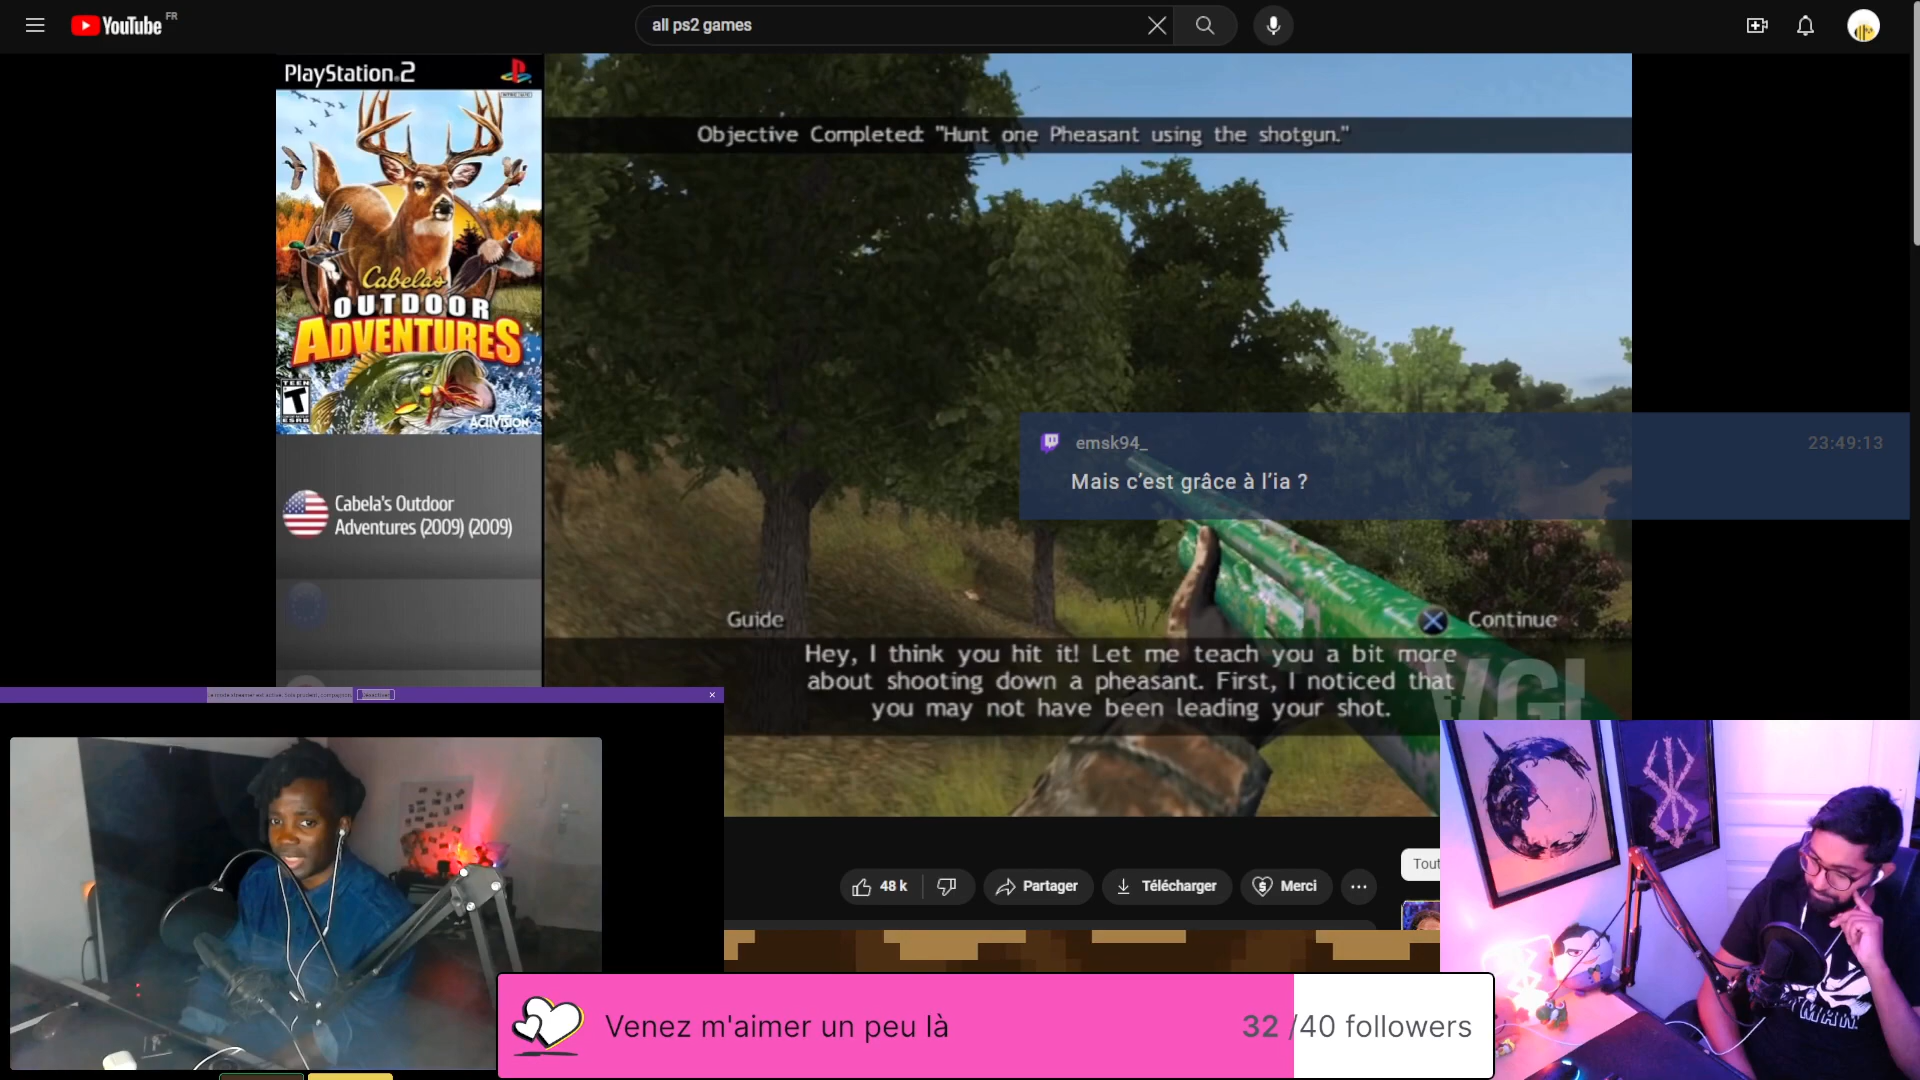 YouTube FR
all ps2 games
PlayStation.2
Cabela's
OUTDOOR
ADVENTURES
TEEN
T
ESRB
ACTIVISION
Cabela's Outdoor
Adventures (2009) (2009)
Objective Completed: "Hunt one Pheasant using the shotgun."
emsk94_
23:49:13
Mais c'est grâce à l'ia ?
Guide
Continue
Hey, I think you hit it! Let me teach you a bit more
about shooting down a pheasant. First, I noticed that
you may not have been leading your shot.
VGL
48 k
Partager
Télécharger
Merci
Tout
Venez m'aimer un peu là
32 /40 followers